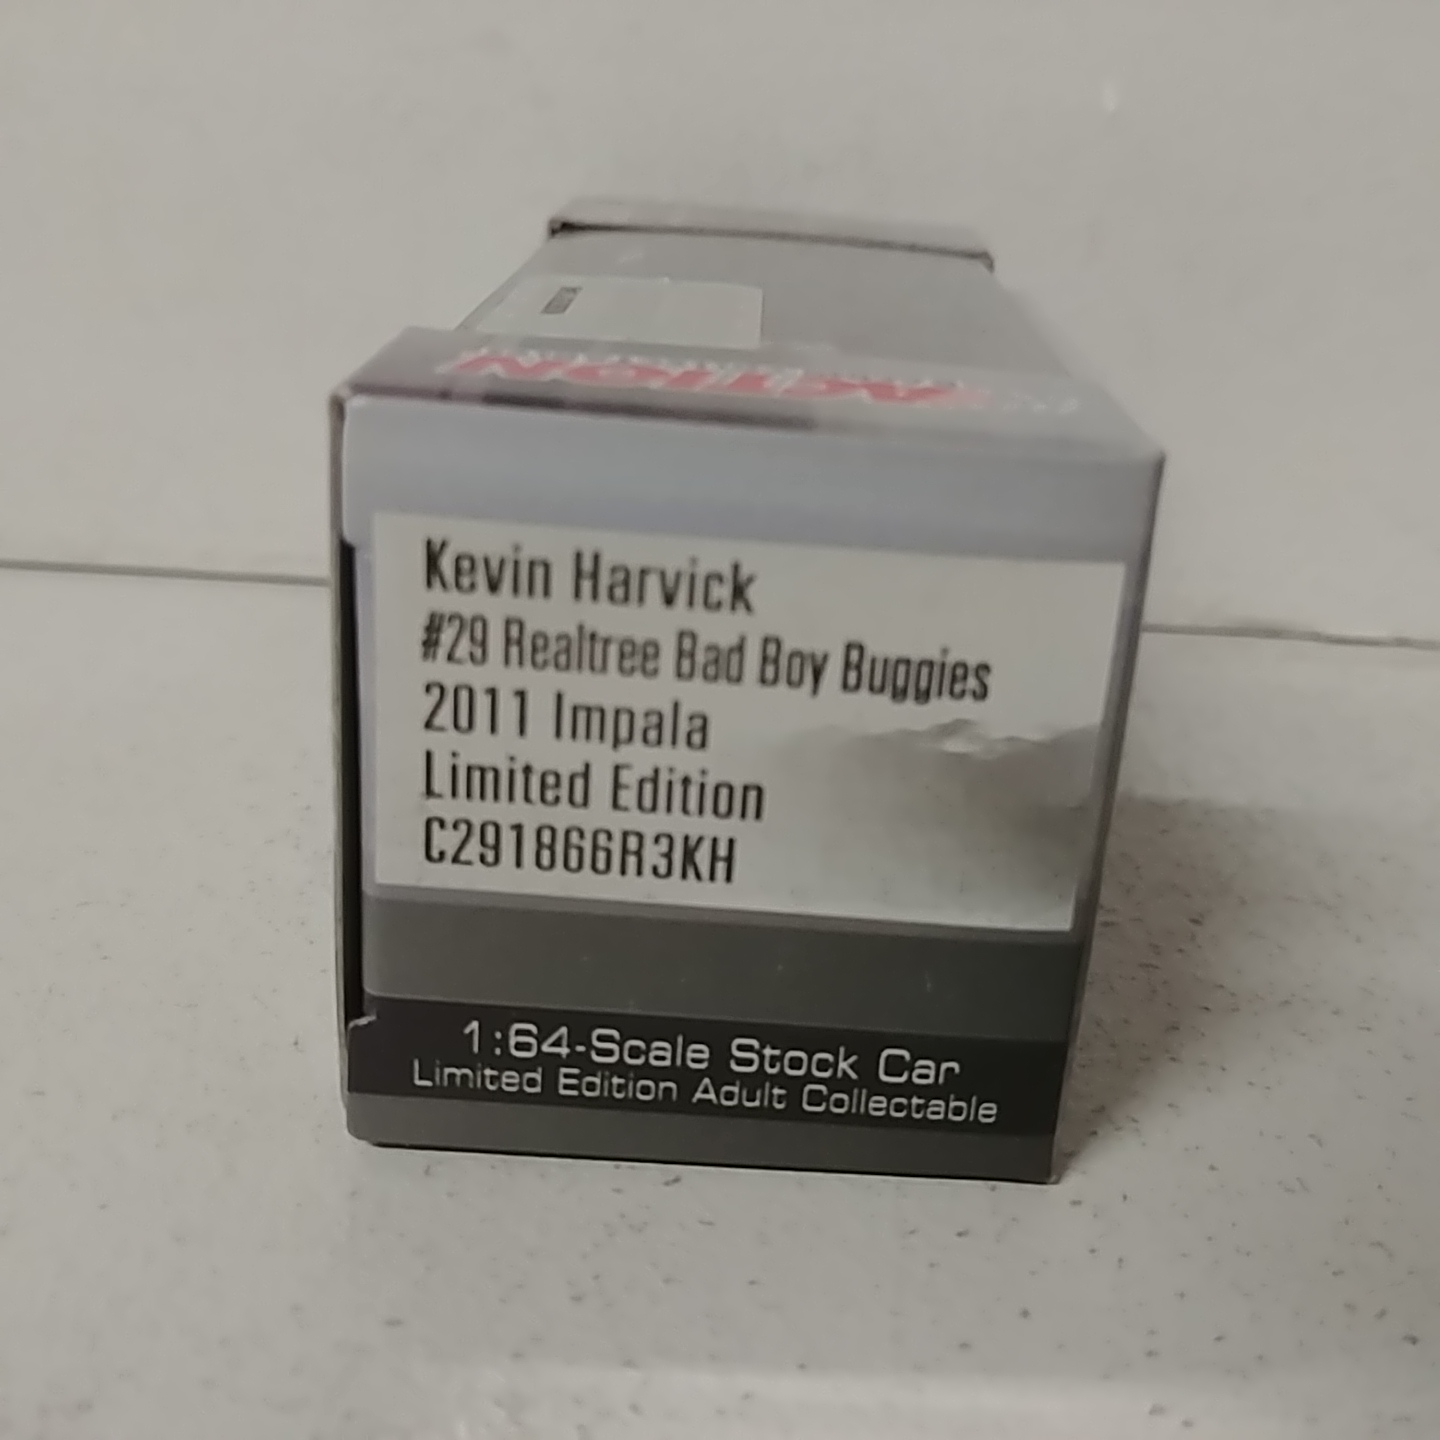 ACTION
Kevin Harvick
#29 Realtree Bad Boy Buggies
2011 Impala
Limited Edition
C291866R3KH
1:64-Scale Stock Car
Limited Edition Adult Collectable